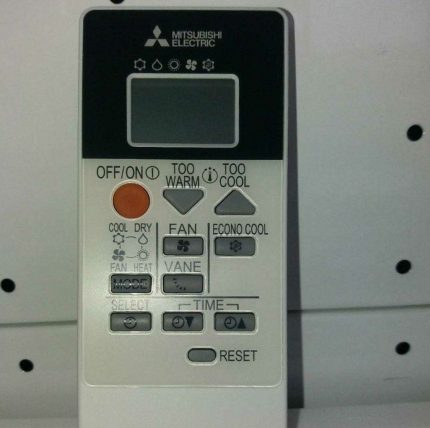 MITSUBISHI
ELECTRIC
OFF/ON
TOO WARM
i
TOO COOL
COOL DRY
FAN
ECONO COOL
FAN HEAT
VANE
MODE
SELECT
TIME
RESET